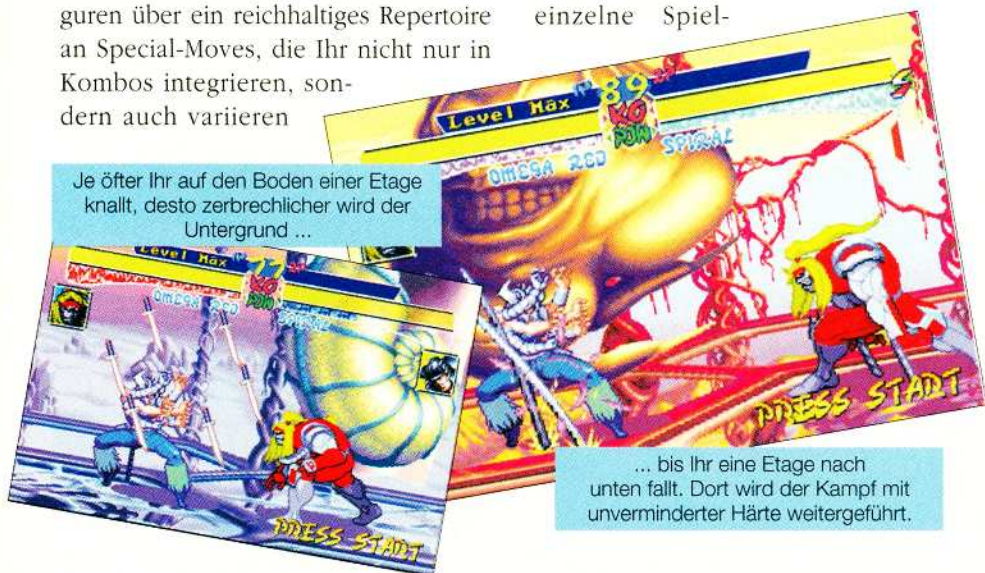 guren über ein reichhaltiges Repertoire
an Special-Moves, die Ihr nicht nur in
Kombos integrieren, son-
dern auch variieren
einzelne Spiel-
Level Max
89
KO
POW
OMEGA RED
SPIRAL
PRESS START
Je öfter Ihr auf den Boden einer Etage
knallt, desto zerbrechlicher wird der
Untergrund ...
Level Max
77
KO
POW
OMEGA RED
SPIRAL
PRESS START
... bis Ihr eine Etage nach
unten fallt. Dort wird der Kampf mit
unverminderter Härte weitergeführt.